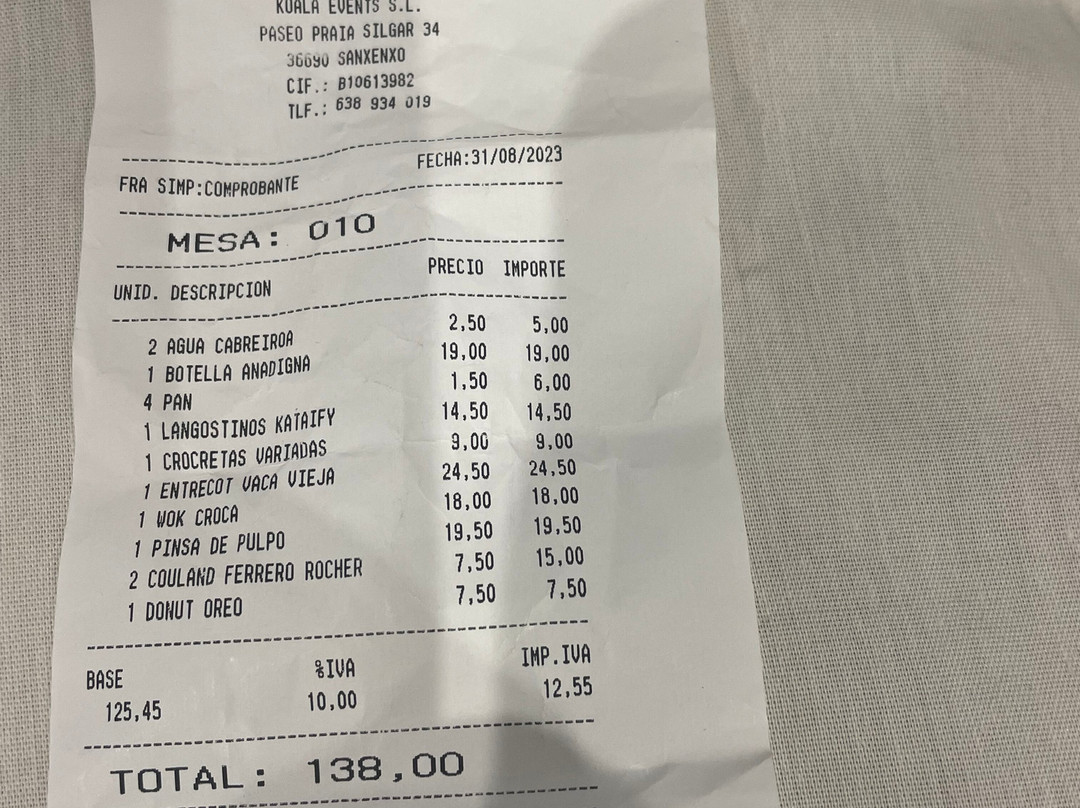 KUALA EVENTS S.L.
PASEO PRAIA SILGAR 34
36690 SANXENXO
CIF.: B10613982
TLF.: 638 934 019
FECHA:31/08/2023
FRA SIMP:COMPROBANTE
MESA: 010
UNID. DESCRIPCION PRECIO IMPORTE
2 AGUA CABREIROA 2,50 5,00
1 BOTELLA ANADIGNA 19,00 19,00
4 PAN 1,50 6,00
1 LANGOSTINOS KATAIFY 14,50 14,50
1 CROCRETAS VARIADAS 9,00 9,00
1 ENTRECOT VACA VIEJA 24,50 24,50
1 WOK CROCA 18,00 18,00
1 PINSA DE PULPO 19,50 19,50
2 COULAND FERRERO ROCHER 7,50 15,00
1 DONUT OREO 7,50 7,50
BASE %IVA IMP.IVA
125,45 10,00 12,55
TOTAL: 138,00